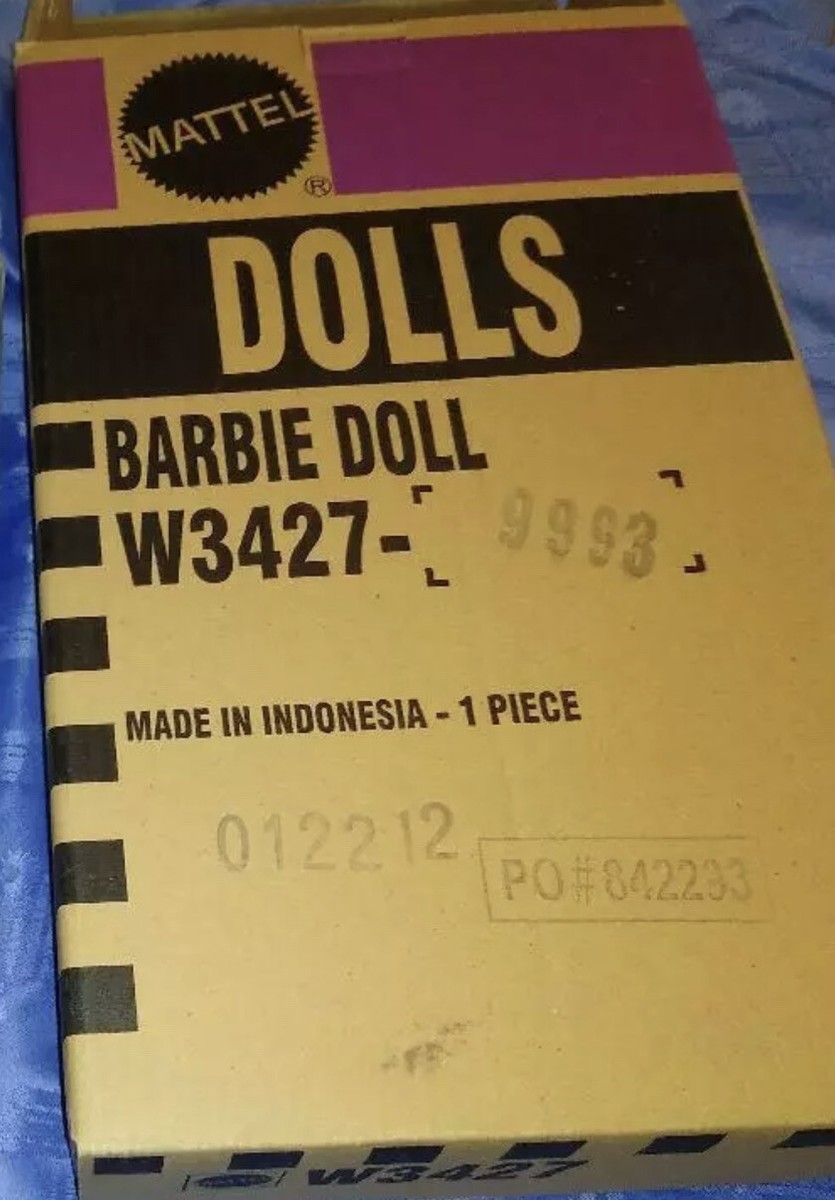 MATTEL
®
DOLLS
BARBIE DOLL
W3427- 9993
MADE IN INDONESIA - 1 PIECE
012212
PO#842293
W3427